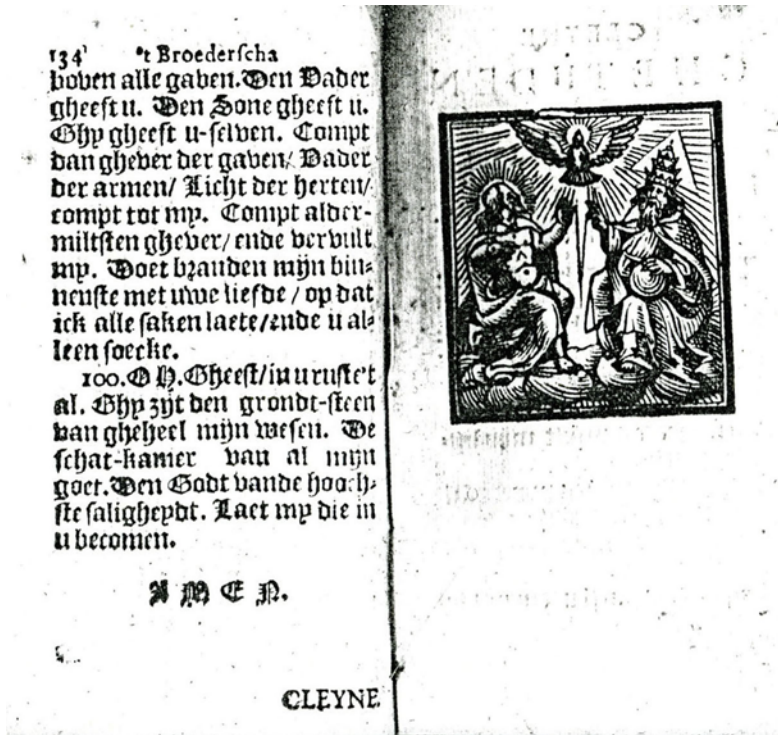 134 't Broederscha
boven alle gaven. Den Vader
gheeft u. Den Sone gheeft u.
Ghy gheeft u-selven. Compt
dan ghever der gaven/ Vader
der armen/ Licht der herten/
compt tot my. Compt alder-
miltsten ghever/ ende vervult
my. Doet branden mijn bin-
nenste met uwe liefde / op dat
ick alle saken laete/ ende u al-
leen soecke.
100. O H. Gheest/ in u rust e't
al. Ghy zijt den grondt-steen
van gheheel mijn wesen. De
schat-kamer van al mijn
goet. Den Godt vande hooch-
ste saligheydt. Laet my die in
u becomen.
AMEN.
CLEYNE